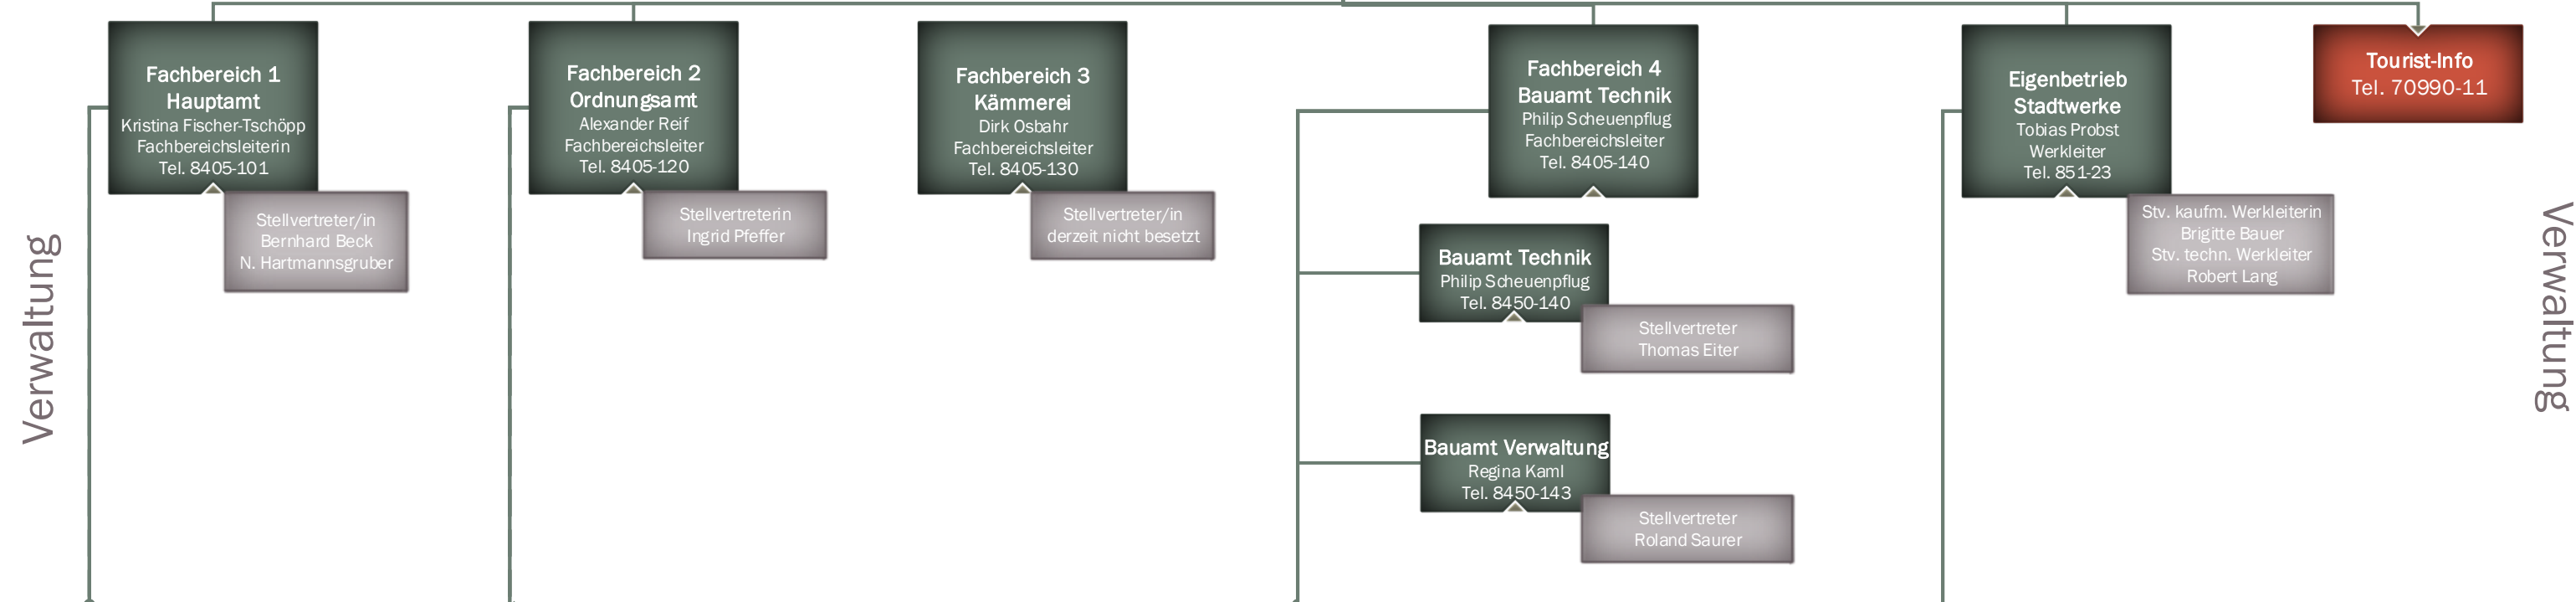 Verwaltung
Fachbereich 1
Hauptamt
Kristina Fischer-Tschöpp
Fachbereichsleiterin
Tel. 8405-101
Stellvertreter/in
Bernhard Beck
N. Hartmannsgruber
Fachbereich 2
Ordnungsamt
Alexander Reif
Fachbereichsleiter
Tel. 8405-120
Stellvertreterin
Ingrid Pfeffer
Fachbereich 3
Kämmerei
Dirk Osbahr
Fachbereichsleiter
Tel. 8405-130
Stellvertreter/in
derzeit nicht besetzt
Fachbereich 4
Bauamt Technik
Philip Scheuenpflug
Fachbereichsleiter
Tel. 8405-140
Bauamt Technik
Philip Scheuenpflug
Tel. 8450-140
Stellvertreter
Thomas Eiter
Bauamt Verwaltung
Regina Kaml
Tel. 8450-143
Stellvertreter
Roland Saurer
Eigenbetrieb
Stadtwerke
Tobias Probst
Werkleiter
Tel. 851-23
Stv. kaufm. Werkleiterin
Brigitte Bauer
Stv. techn. Werkleiter
Robert Lang
Tourist-Info
Tel. 70990-11
Verwaltung